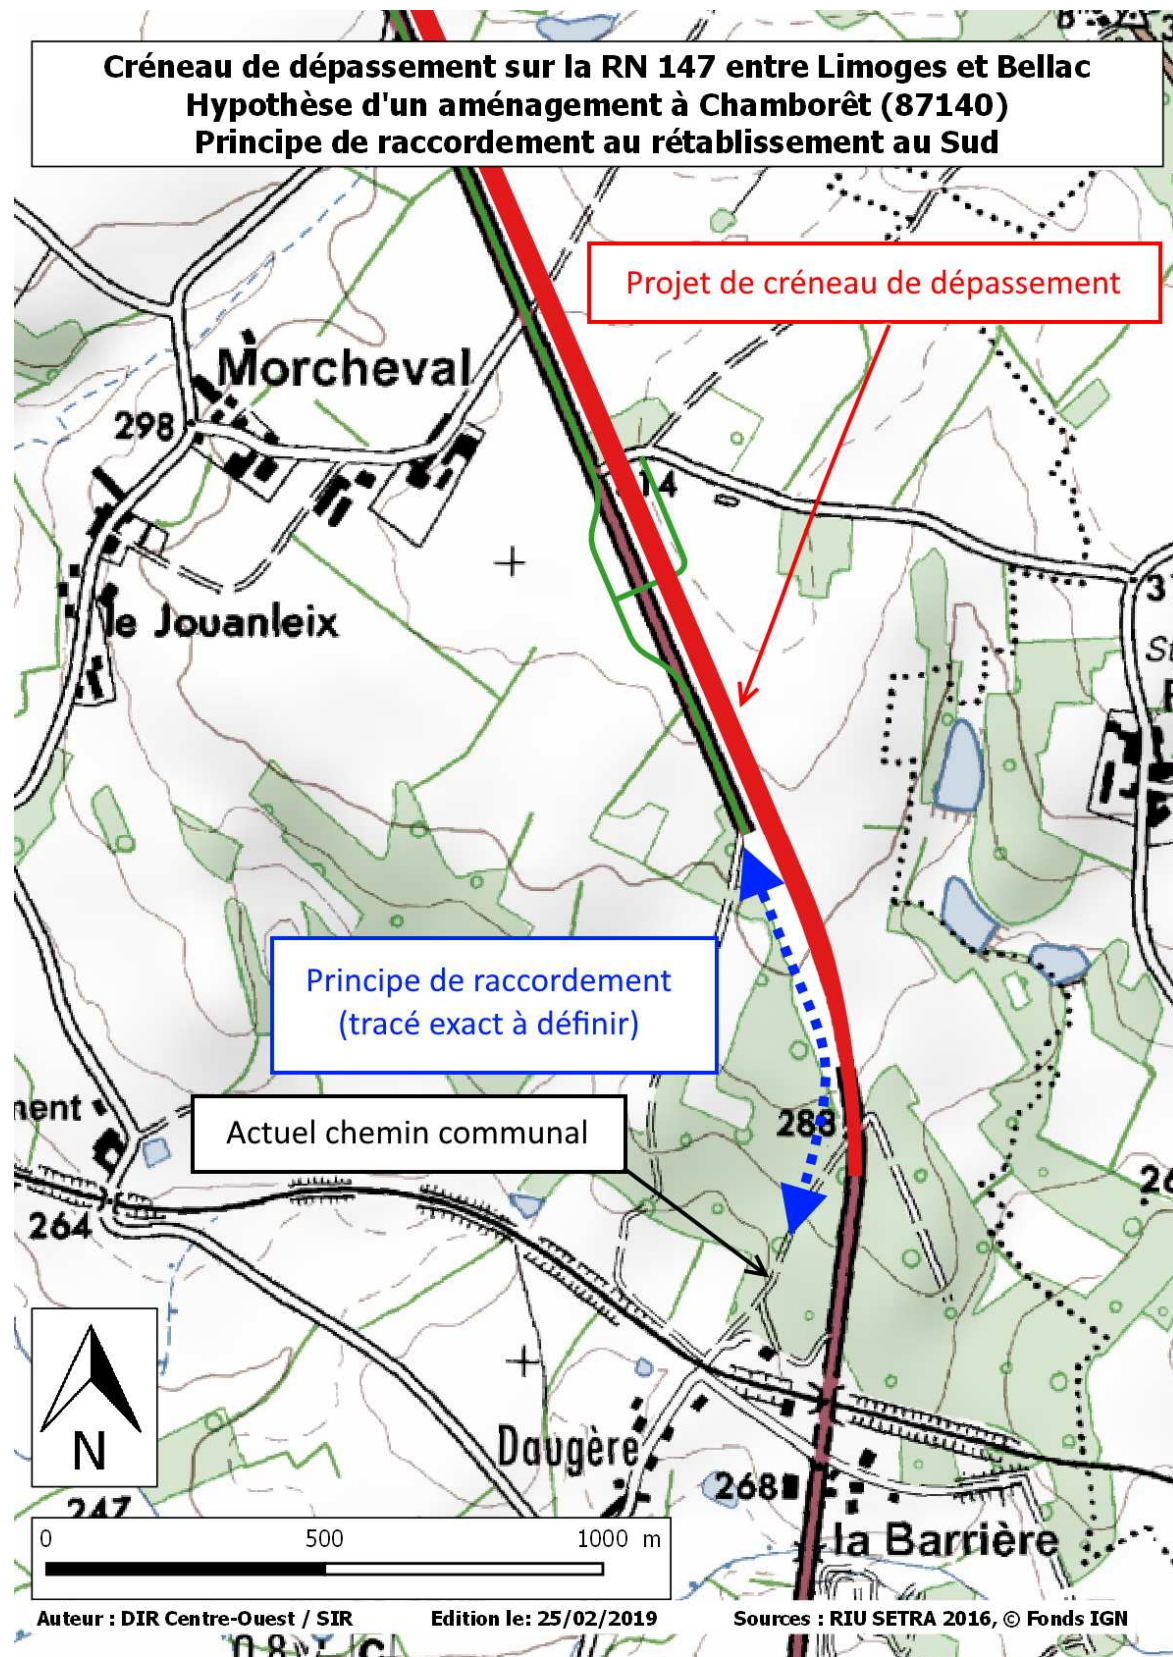 Créneau de dépassement sur la RN 147 entre Limoges et Bellac
Hypothèse d'un aménagement à Chamborêt (87140)
Principe de raccordement au rétablissement au Sud
Projet de créneau de dépassement
Morcheval
298
14
le Jouanleix
Principe de raccordement
(tracé exact à définir)
Actuel chemin communal
288
264
N
Daugère
268
247
la Barrière
0 500 1000 m
Auteur : DIR Centre-Ouest / SIR Edition le: 25/02/2019 Sources : RIU SETRA 2016, © Fonds IGN